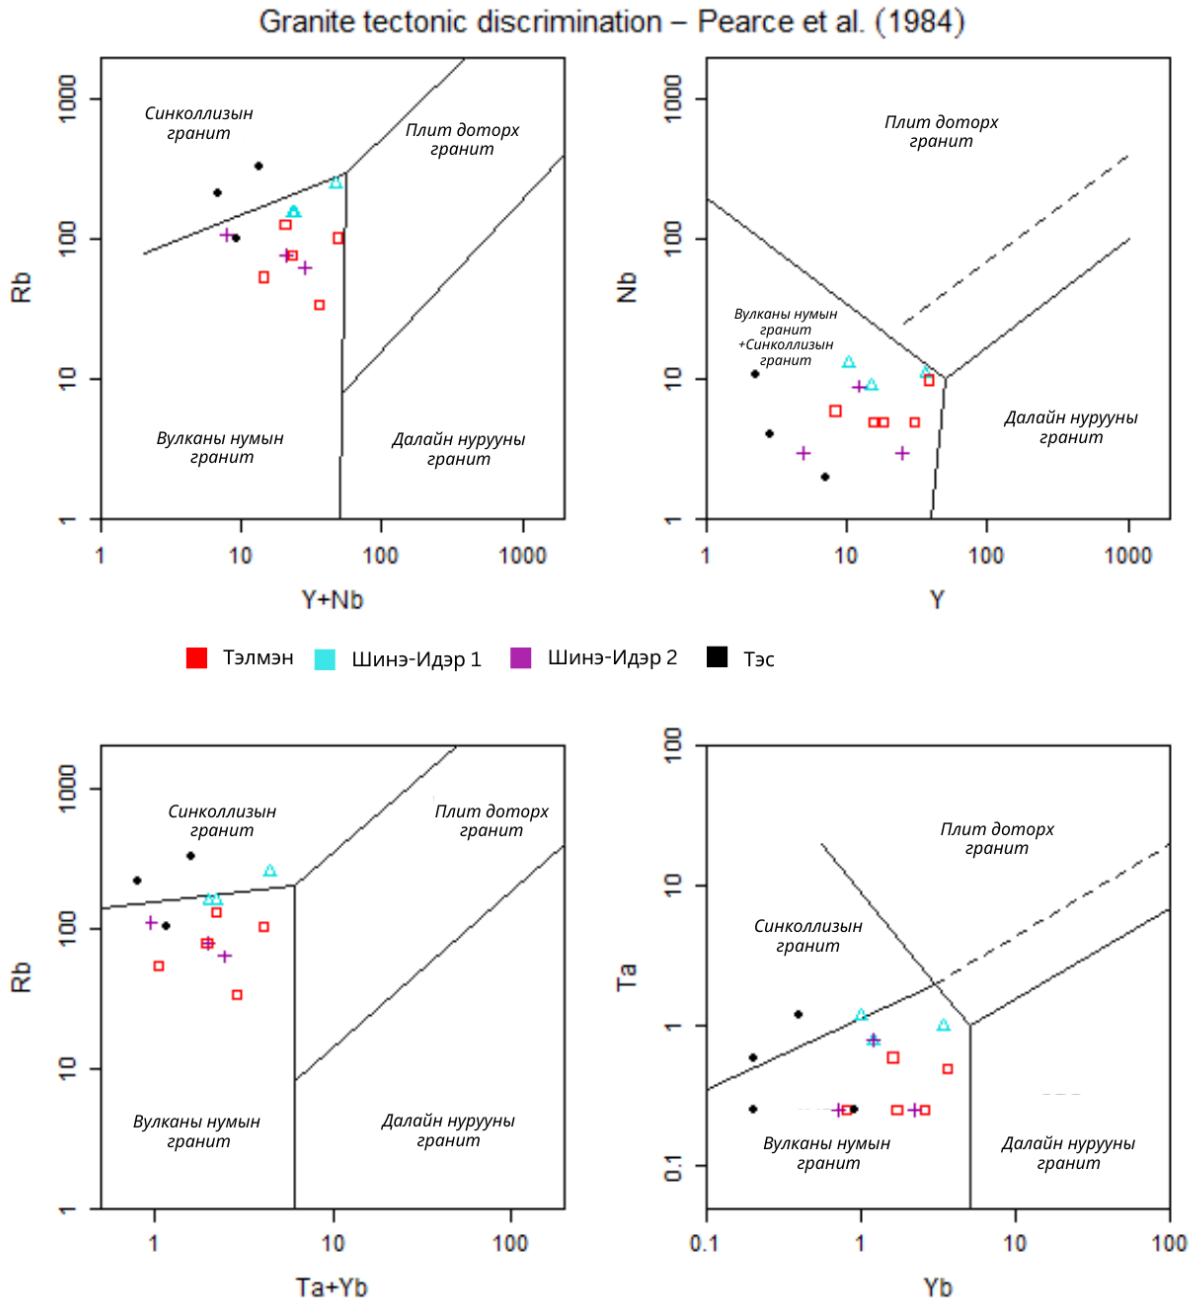 Granite tectonic discrimination – Pearce et al. (1984)
1000
100
10
1
Rb
Синколлизын
гранит
Плит доторх
гранит
Вулканы нумын
гранит
Далайн нурууны
гранит
1
10
100
1000
Y+Nb
1000
100
10
1
Nb
Плит доторх
гранит
Вулканы нумын
гранит
+Синколлизын
гранит
Далайн нурууны
гранит
1
10
100
1000
Y
Тэлмэн
Шинэ-Идэр 1
Шинэ-Идэр 2
Тэс
1000
100
10
1
Rb
Синколлизын
гранит
Плит доторх
гранит
Вулканы нумын
гранит
Далайн нурууны
гранит
1
10
100
Ta+Yb
100
10
1
0.1
Ta
Плит доторх
гранит
Синколлизын
гранит
Вулканы нумын
гранит
Далайн нурууны
гранит
0.1
1
10
100
Yb